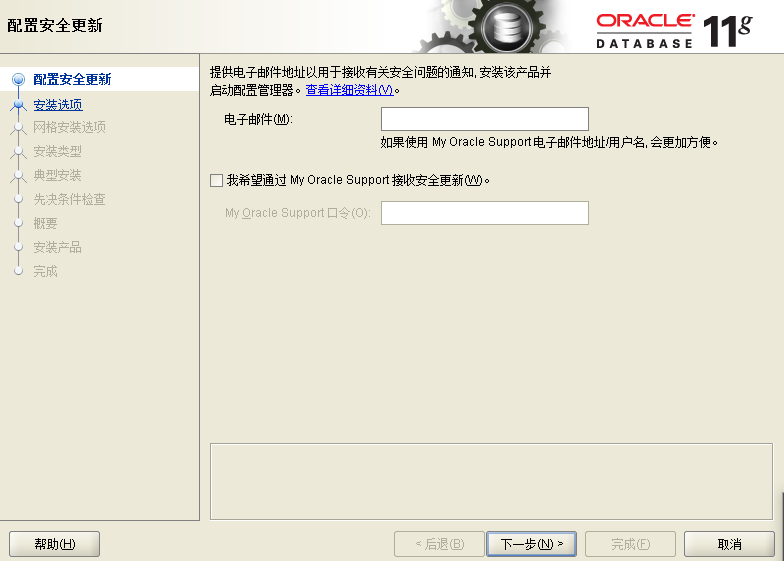 配置安全更新
ORACLE
DATABASE 11g
配置安全更新
安装选项
网格安装选项
安装类型
典型安装
先决条件检查
概要
安装产品
完成
提供电子邮件地址以用于接收有关安全问题的通知, 安装该产品并
启动配置管理器。查看详细资料(V)。
电子邮件(M):
如果使用 My Oracle Support 电子邮件地址/用户名, 会更加方便。
我希望通过 My Oracle Support 接收安全更新(W)。
My Oracle Support 口令(O):
帮助(H)
< 后退(B)
下一步(N) >
完成(F)
取消